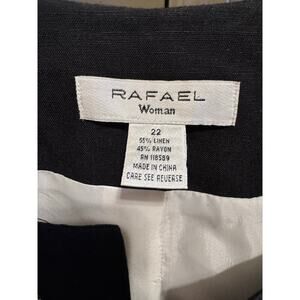 RAFAEL
Woman
22
55% LINEN
45% RAYON
RN 118589
MADE IN CHINA
CARE SEE REVERSE